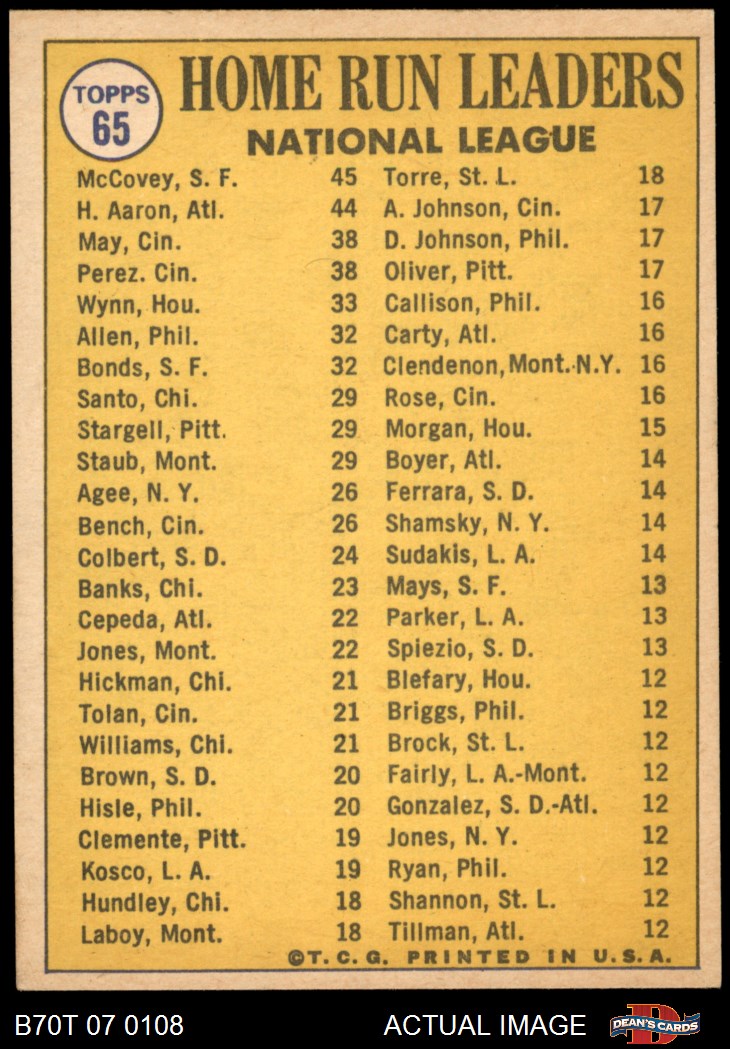 TOPPS
65
HOME RUN LEADERS
NATIONAL LEAGUE
McCovey, S. F. 45
H. Aaron, Atl. 44
May, Cin. 38
Perez. Cin. 38
Wynn, Hou. 33
Allen, Phil. 32
Bonds, S. F. 32
Santo, Chi. 29
Stargell, Pitt. 29
Staub, Mont. 29
Agee, N. Y. 26
Bench, Cin. 26
Colbert, S. D. 24
Banks, Chi. 23
Cepeda, Atl. 22
Jones, Mont. 22
Hickman, Chi. 21
Tolan, Cin. 21
Williams, Chi. 21
Brown, S. D. 20
Hisle, Phil. 20
Clemente, Pitt. 19
Kosco, L. A. 19
Hundley, Chi. 18
Laboy, Mont. 18
Torre, St. L. 18
A. Johnson, Cin. 17
D. Johnson, Phil. 17
Oliver, Pitt. 17
Callison, Phil. 16
Carty, Atl. 16
Clendenon, Mont.-N.Y. 16
Rose, Cin. 16
Morgan, Hou. 15
Boyer, Atl. 14
Ferrara, S. D. 14
Shamsky, N. Y. 14
Sudakis, L. A. 14
Mays, S. F. 13
Parker, L. A. 13
Spiezio, S. D. 13
Blefary, Hou. 12
Briggs, Phil. 12
Brock, St. L. 12
Fairly, L. A.-Mont. 12
Gonzalez, S. D.-Atl. 12
Jones, N. Y. 12
Ryan, Phil. 12
Shannon, St. L. 12
Tillman, Atl. 12
©T. C. G. PRINTED IN U.S.A.
B70T 07 0108
ACTUAL IMAGE
DEAN'S CARDS